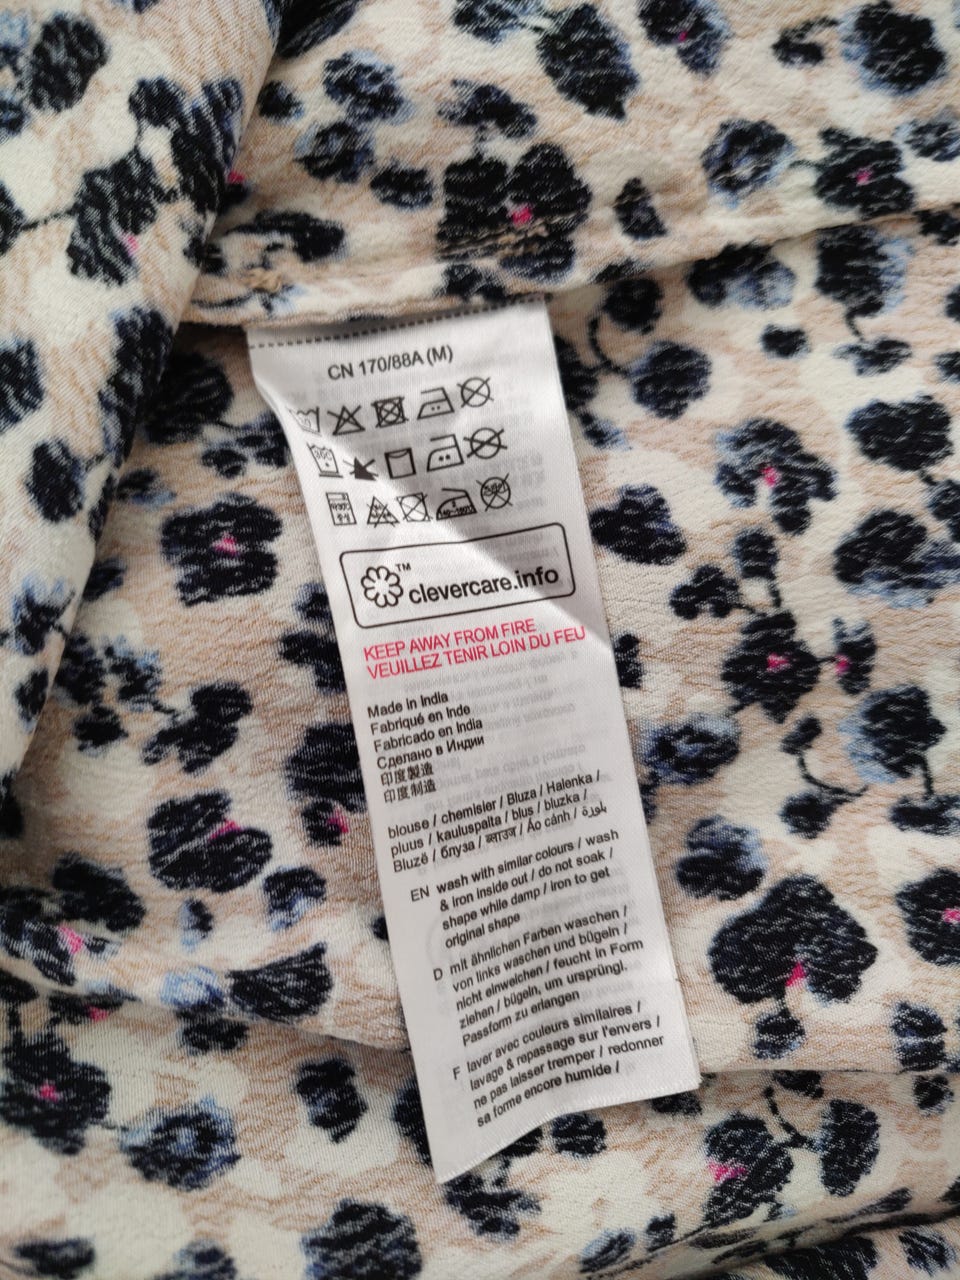 CN 170/88A (M)
TM
clevercare.info
KEEP AWAY FROM FIRE
VEUILLEZ TENIR LOIN DU FEU
Made in India
Fabriqué en Inde
Fabricado en India
Сделано в Индии
印度製造
印度制造
blouse / chemisier / Bluza / Halenka /
pluus / kauluspaita / blus / bluzka /
Bluzë / блуза / ब्लाउज / Áo cánh / بلوزة /
EN wash with similar colours / wash
& iron inside out / do not soak /
shape while damp / iron to get
original shape
D mit ähnlichen Farben waschen /
von links waschen und bügeln /
nicht einweichen / feucht in Form
ziehen / bügeln, um ursprüngl.
Passform zu erlangen
F laver avec couleurs similaires /
lavage & repassage sur l'envers /
ne pas laisser tremper / redonner
sa forme encore humide /